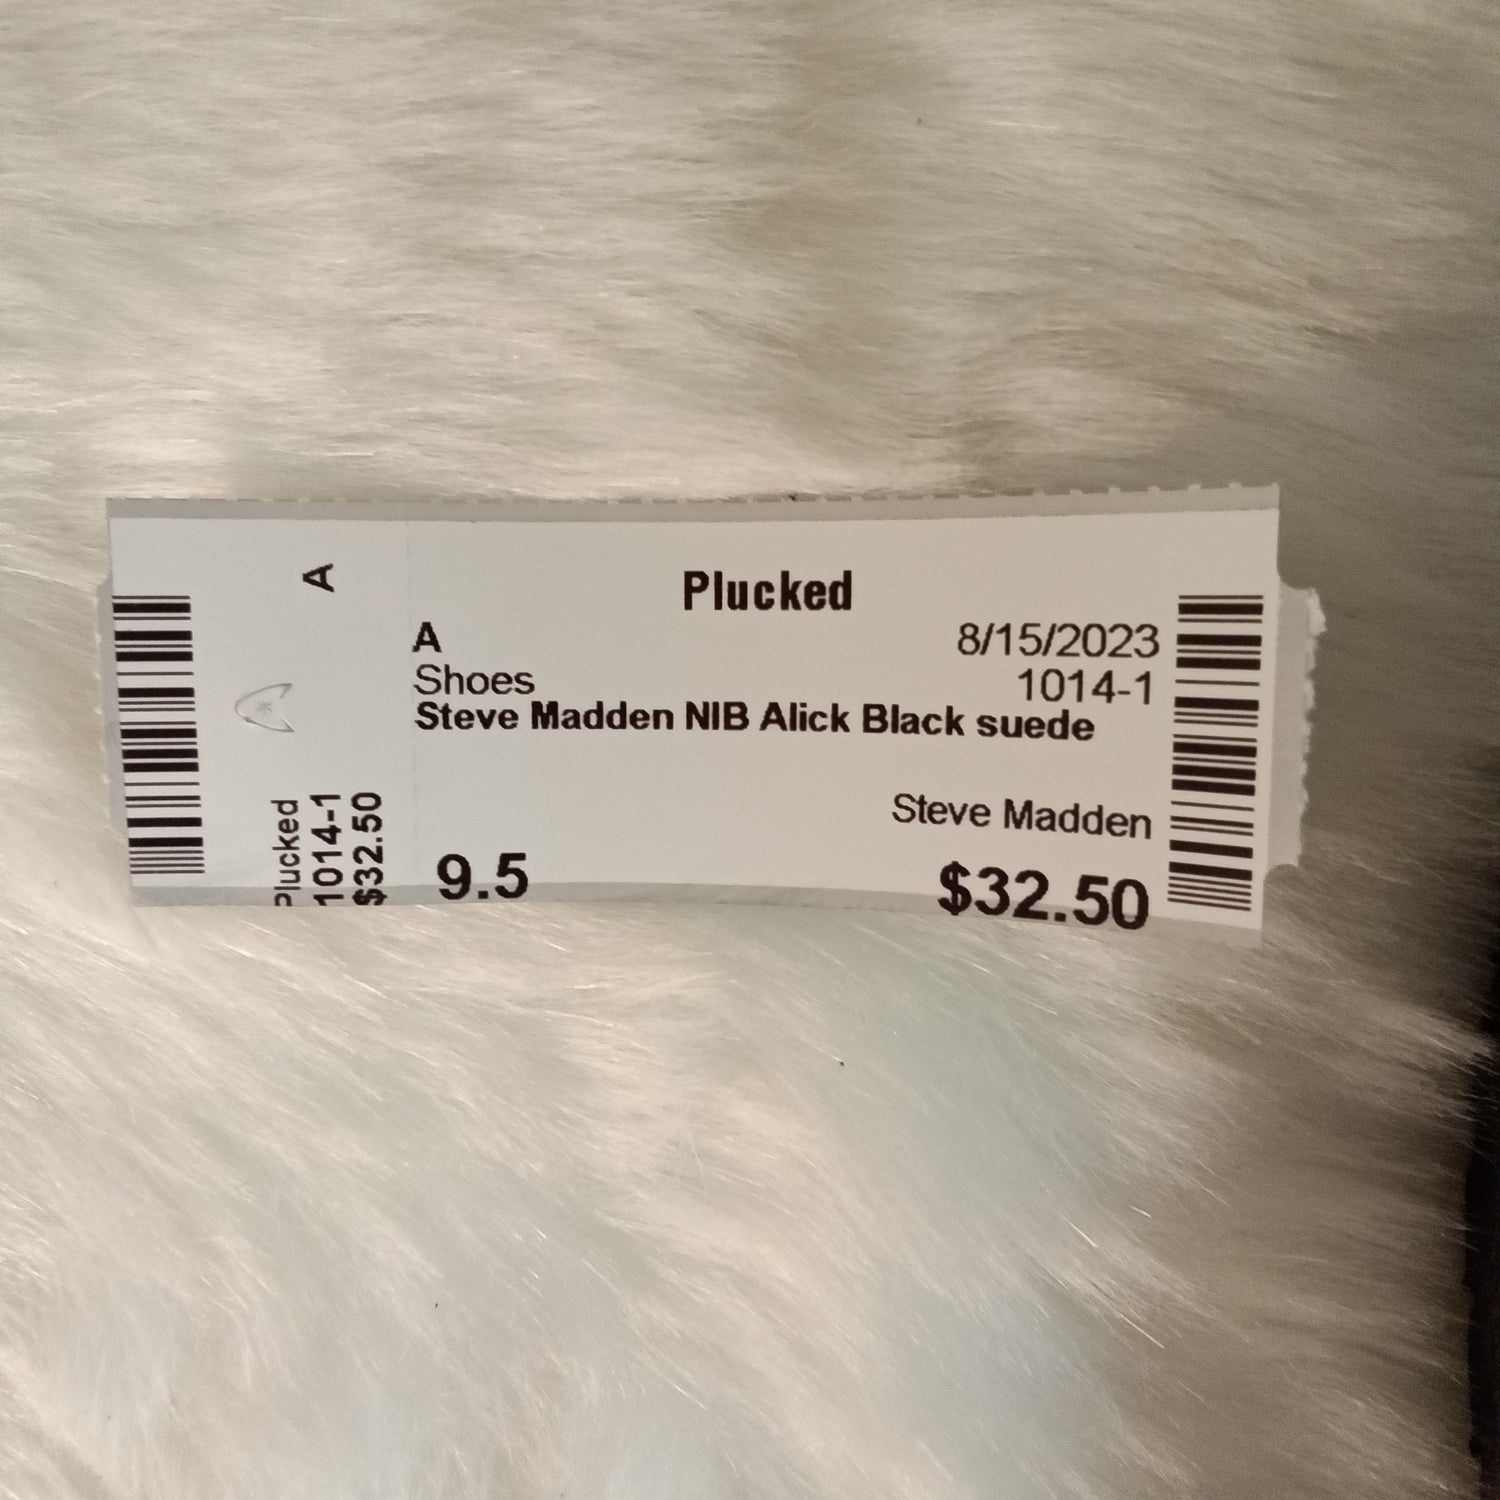 A
Plucked
1014-1
$32.50
Plucked
A 8/15/2023
Shoes 1014-1
Steve Madden NIB Alick Black suede
Steve Madden
9.5 $32.50